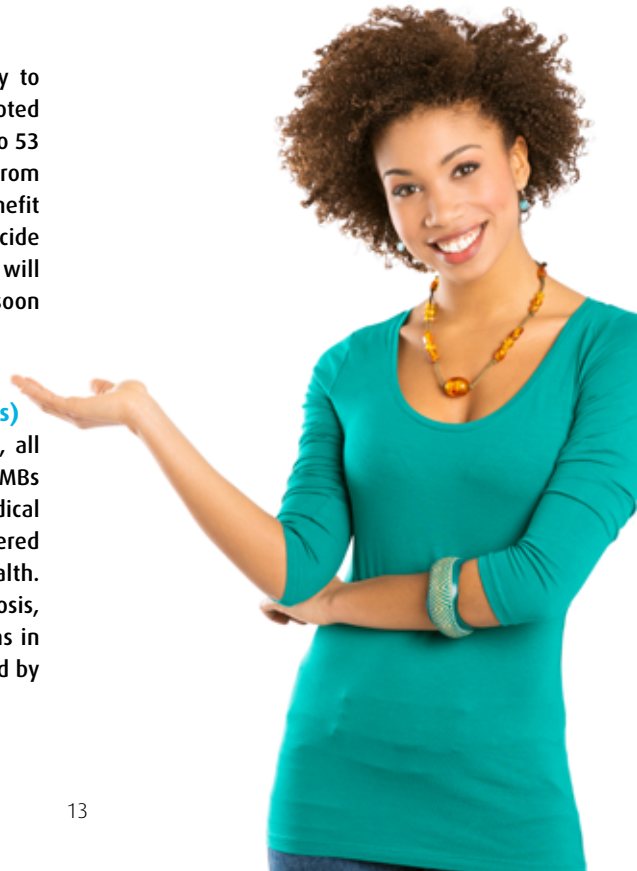 y to
oted
o 53
rom
nefit
cide
will
soon
s)
, all
MBs
dical
ered
alth.
osis,
ns in
d by
13